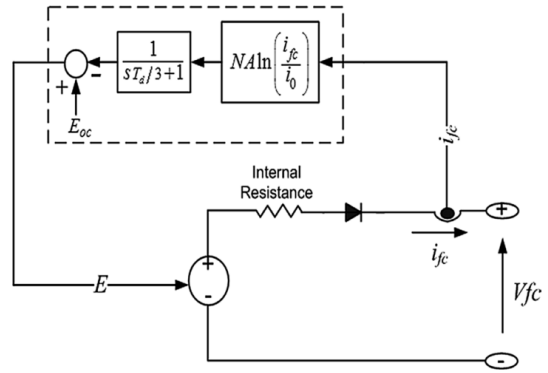 1
sT_d/3+1
NA ln(i_fc/i_0)
+
-
E_oc
i_fc
Internal
Resistance
+
i_fc
E
+
-
Vfc
-